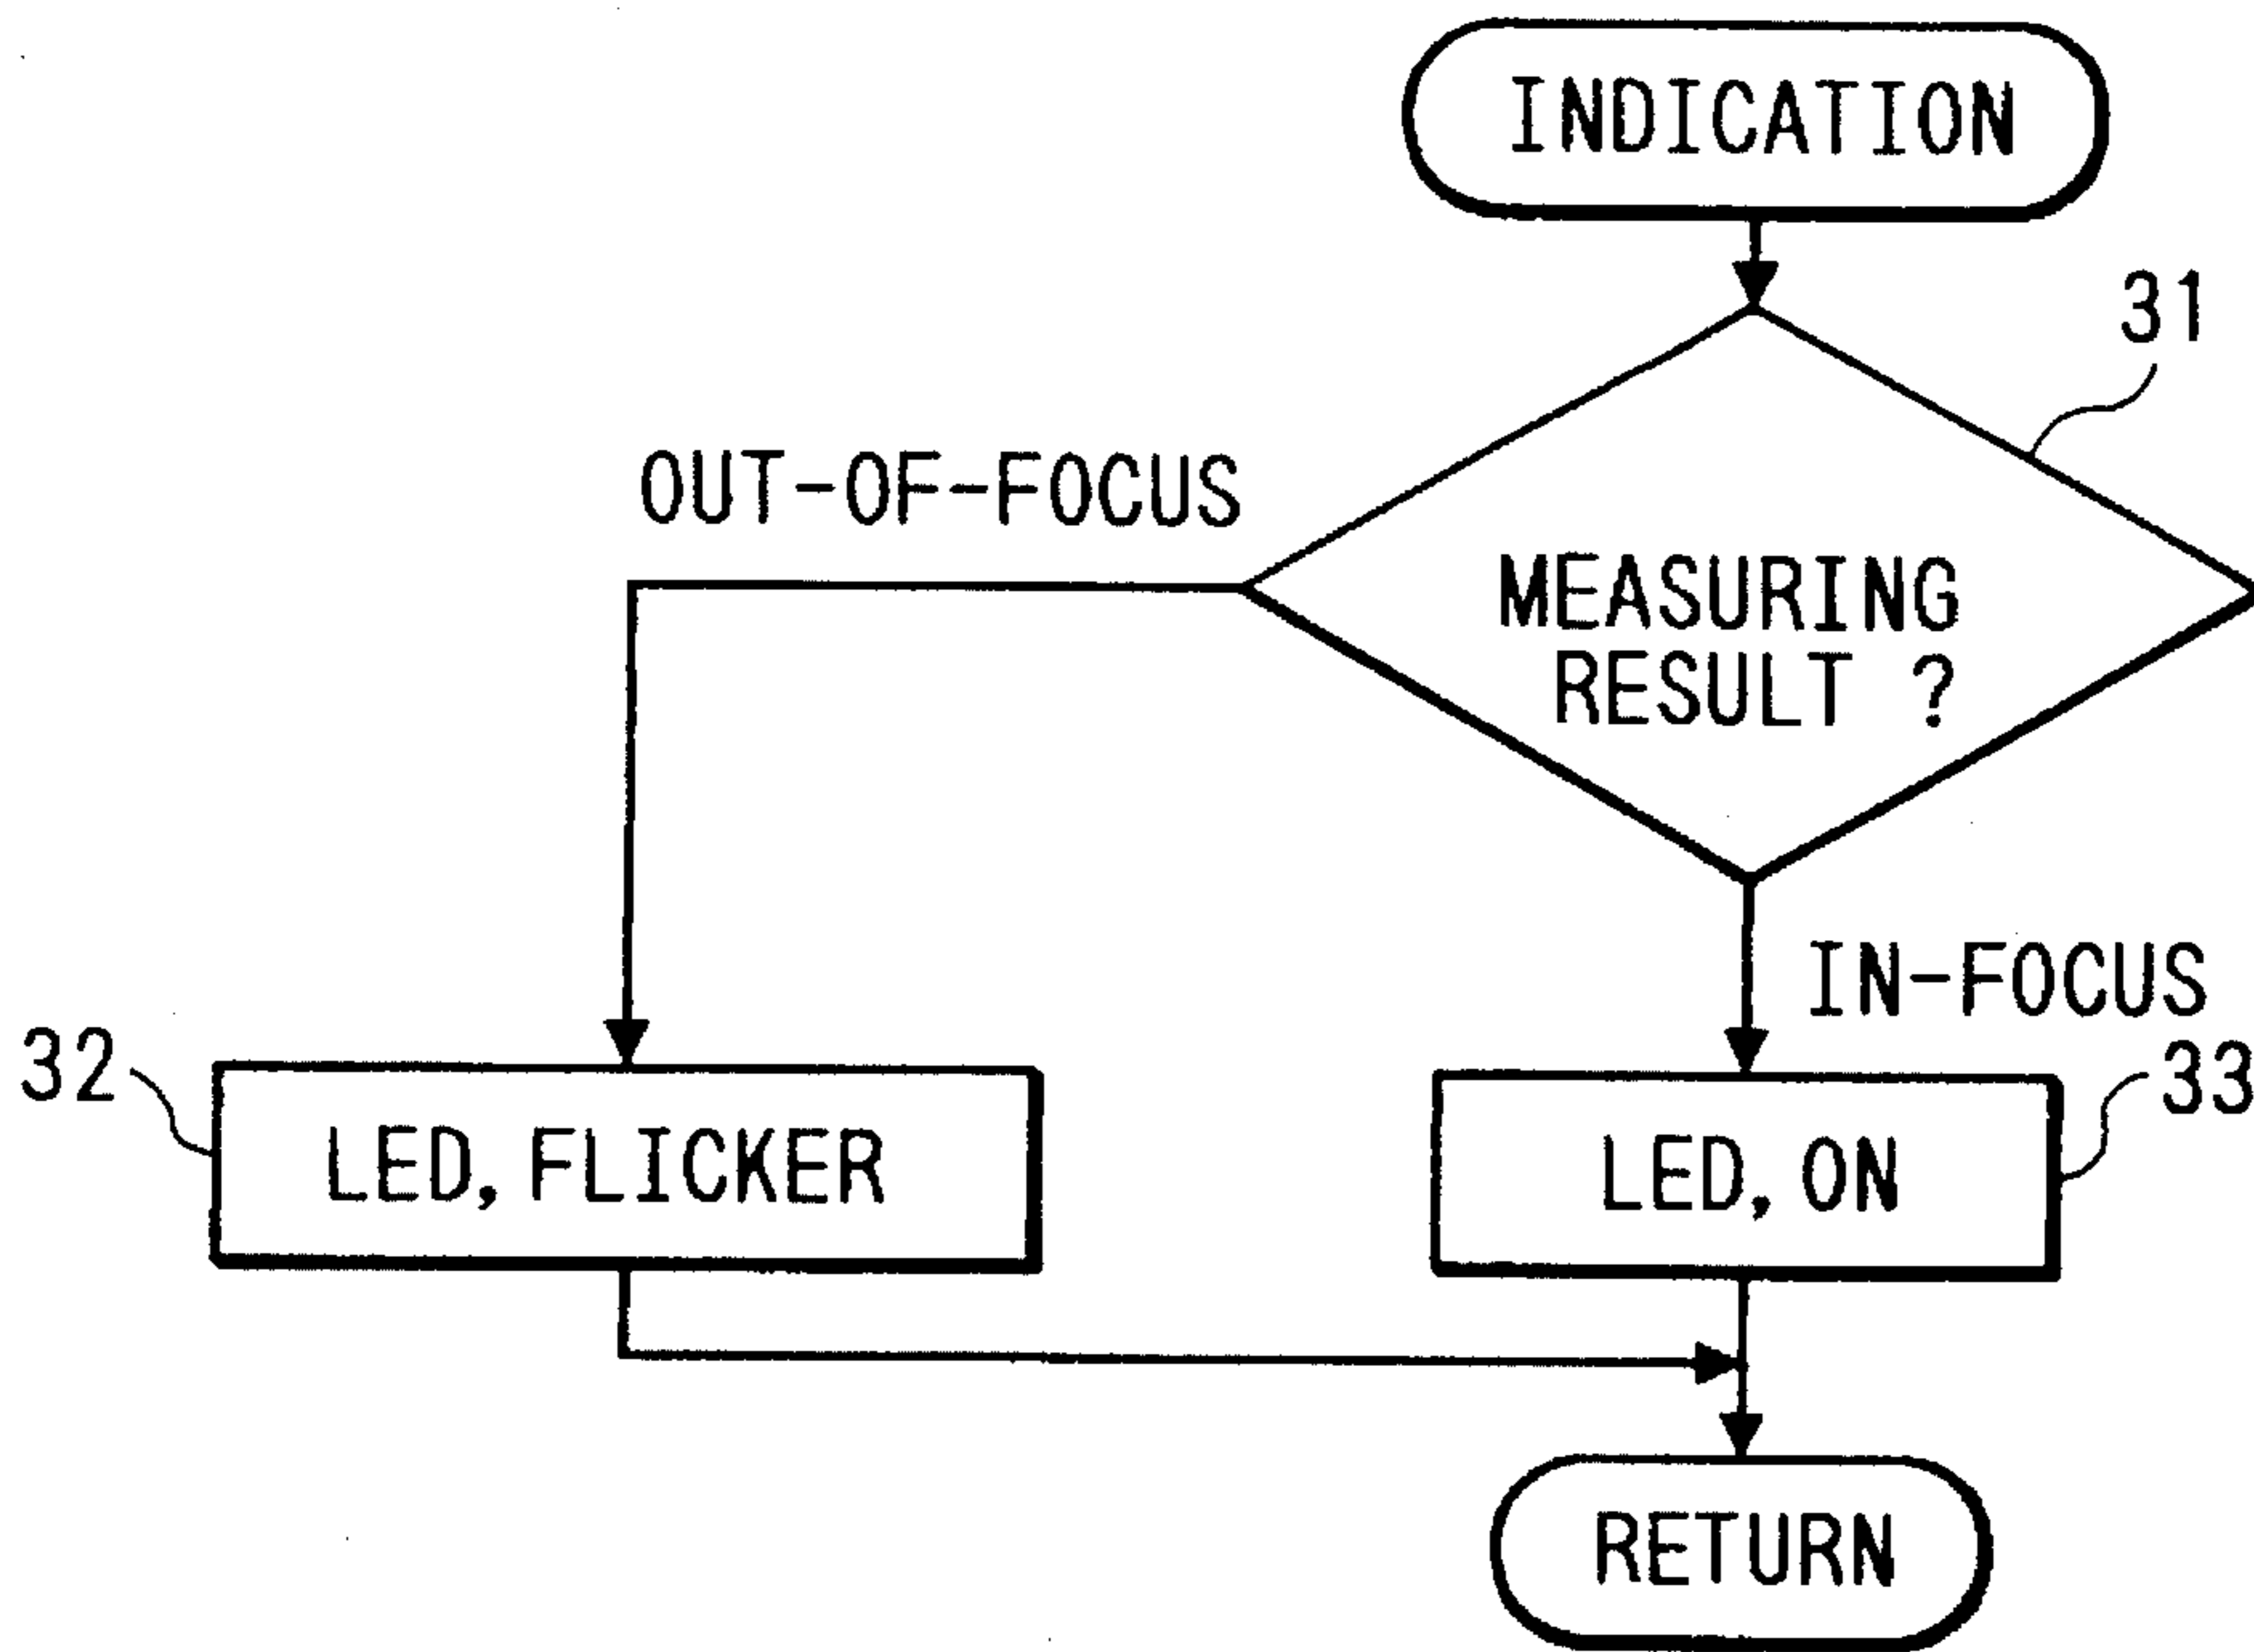 INDICATION
31
OUT-OF-FOCUS
MEASURING
RESULT ?
IN-FOCUS
32
33
LED, FLICKER
LED, ON
RETURN